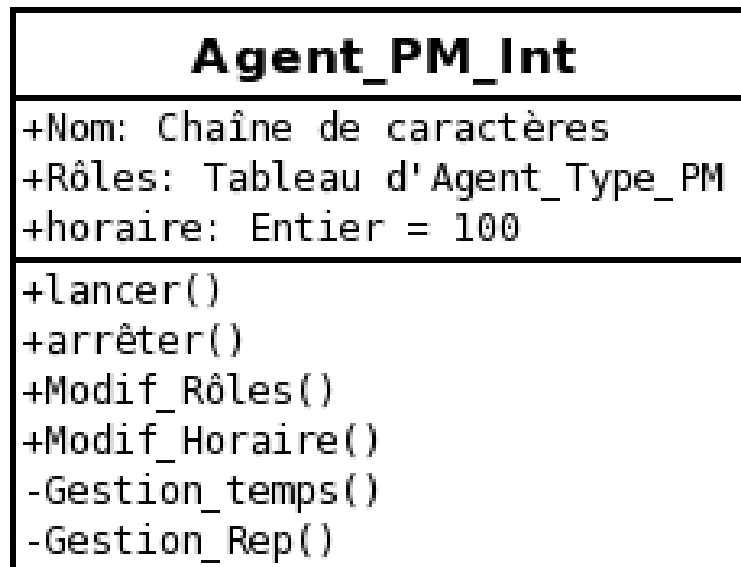 Agent_PM_Int
+Nom: Chaîne de caractères
+Rôles: Tableau d'Agent_Type_PM
+horaire: Entier = 100
+lancer()
+arrêter()
+Modif_Rôles()
+Modif_Horaire()
-Gestion_temps()
-Gestion_Rep()